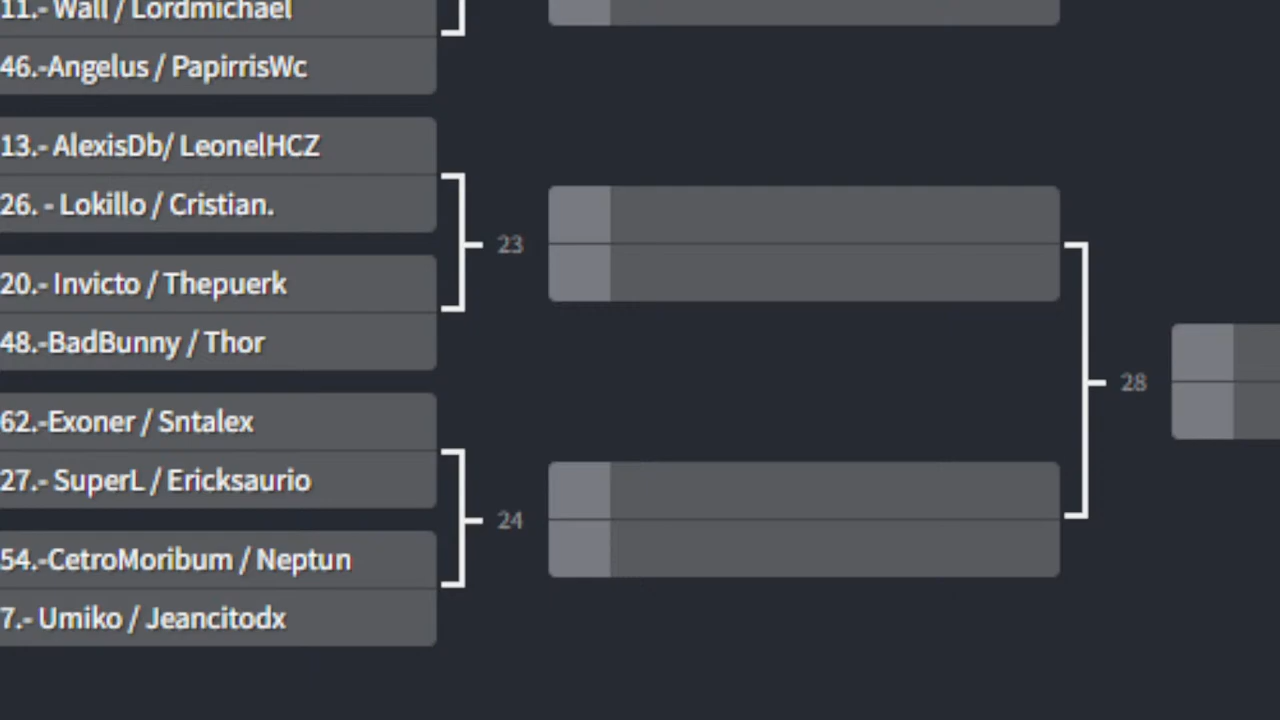 11.- Wall / Lordmichael
46.-Angelus / PapirrisWc
13.- AlexisDb/ LeonelHCZ
26. - Lokillo / Cristian.
23
20.- Invicto / Thepuerk
48.-BadBunny / Thor
28
62.-Exoner / Sntalex
27.- SuperL / Ericksaurio
24
54.-CetroMoribum / Neptun
7.- Umiko / Jeancitodx